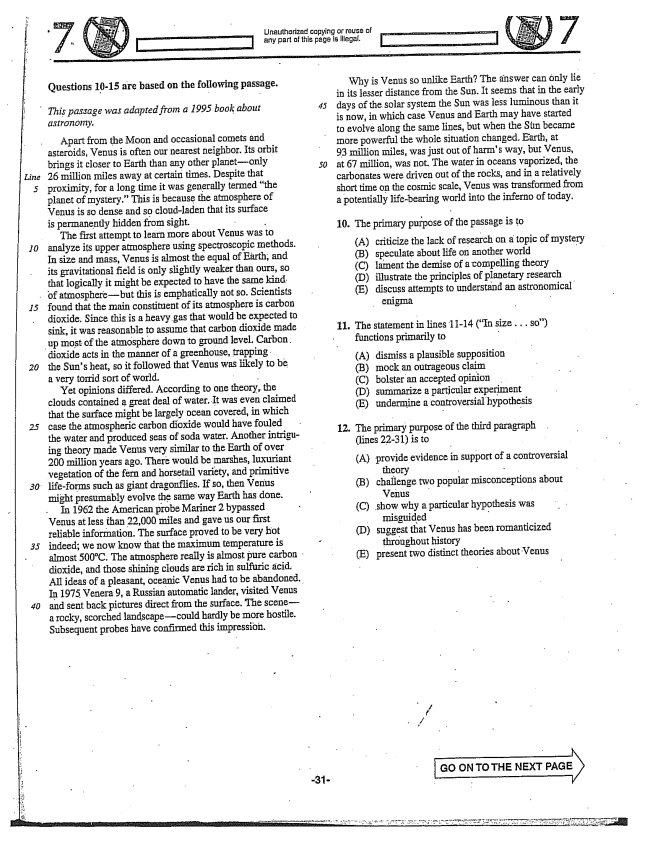 7
Unauthorized copying or reuse of
any part of this page is illegal.
7
Questions 10-15 are based on the following passage.
This passage was adapted from a 1995 book about
astronomy.
Apart from the Moon and occasional comets and
asteroids, Venus is often our nearest neighbor. Its orbit
brings it closer to Earth than any other planet—only
Line 26 million miles away at certain times. Despite that
5 proximity, for a long time it was generally termed “the
planet of mystery.” This is because the atmosphere of
Venus is so dense and so cloud-laden that its surface
is permanently hidden from sight.
The first attempt to learn more about Venus was to
10 analyze its upper atmosphere using spectroscopic methods.
In size and mass, Venus is almost the equal of Earth, and
its gravitational field is only slightly weaker than ours, so
that logically it might be expected to have the same kind
of atmosphere—but this is emphatically not so. Scientists
15 found that the main constituent of its atmosphere is carbon
dioxide. Since this is a heavy gas that would be expected to
sink, it was reasonable to assume that carbon dioxide made
up most of the atmosphere down to ground level. Carbon
dioxide acts in the manner of a greenhouse, trapping
20 the Sun's heat, so it followed that Venus was likely to be
a very torrid sort of world.
Yet opinions differed. According to one theory, the
clouds contained a great deal of water. It was even claimed
that the surface might be largely ocean covered, in which
25 case the atmospheric carbon dioxide would have fouled
the water and produced seas of soda water. Another intrigu-
ing theory made Venus very similar to the Earth of over
200 million years ago. There would be marshes, luxuriant
vegetation of the fern and horsetail variety, and primitive
30 life-forms such as giant dragonflies. If so, then Venus
might presumably evolve the same way Earth has done.
In 1962 the American probe Mariner 2 bypassed
Venus at less than 22,000 miles and gave us our first
reliable information. The surface proved to be very hot
35 indeed; we now know that the maximum temperature is
almost 500°C. The atmosphere really is almost pure carbon
dioxide, and those shining clouds are rich in sulfuric acid.
All ideas of a pleasant, oceanic Venus had to be abandoned.
In 1975 Venera 9, a Russian automatic lander, visited Venus
40 and sent back pictures direct from the surface. The scene—
a rocky, scorched landscape—could hardly be more hostile.
Subsequent probes have confirmed this impression.
Why is Venus so unlike Earth? The answer can only lie
in its lesser distance from the Sun. It seems that in the early
45 days of the solar system the Sun was less luminous than it
is now, in which case Venus and Earth may have started
to evolve along the same lines, but when the Sun became
more powerful the whole situation changed. Earth, at
93 million miles, was just out of harm's way, but Venus,
50 at 67 million, was not. The water in oceans vaporized, the
carbonates were driven out of the rocks, and in a relatively
short time on the cosmic scale, Venus was transformed from
a potentially life-bearing world into the inferno of today.
10. The primary purpose of the passage is to
(A) criticize the lack of research on a topic of mystery
(B) speculate about life on another world
(C) lament the demise of a compelling theory
(D) illustrate the principles of planetary research
(E) discuss attempts to understand an astronomical
enigma
11. The statement in lines 11-14 (“In size . . . so”)
functions primarily to
(A) dismiss a plausible supposition
(B) mock an outrageous claim
(C) bolster an accepted opinion
(D) summarize a particular experiment
(E) undermine a controversial hypothesis
12. The primary purpose of the third paragraph
(lines 22-31) is to
(A) provide evidence in support of a controversial
theory
(B) challenge two popular misconceptions about
Venus
(C) show why a particular hypothesis was
misguided
(D) suggest that Venus has been romanticized
throughout history
(E) present two distinct theories about Venus
GO ON TO THE NEXT PAGE
-31-